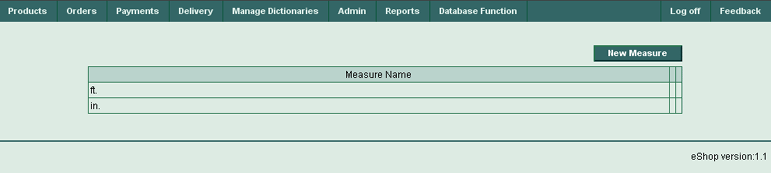 Products Orders Payments Delivery Manage Dictionaries Admin Reports Database Function Log off Feedback
New Measure
Measure Name
ft.
in.
eShop version:1.1